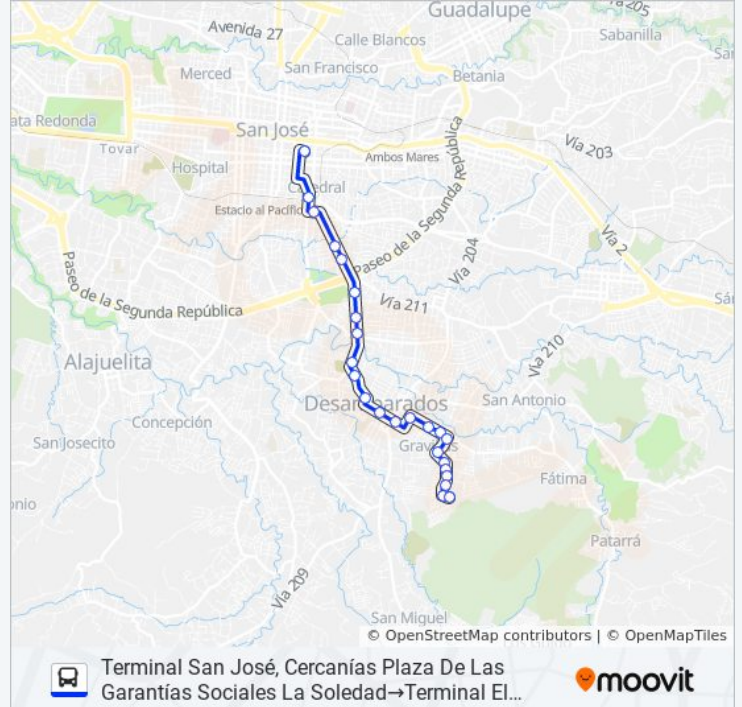 Guadalupe
205
Avenida 27
Calle Blancos
Sabanilla
San Francisco
Merced
Betania
ata Redonda
San José
Vía 203
Tovar
Ambos Mares
Hospital
Catedral
Estacio al Pacífico
Paseo de la Segunda República
Vía 2
Vía 204
Paseo de la Segunda República
Vía 211
Vía 210
Alajuelita
Desamparados
San Antonio
Concepción
San Josecito
Gravilias
Fátima
onio
Patarrá
Vía 209
San Miguel
© OpenStreetMap contributors | © OpenMapTiles
Terminal San José, Cercanías Plaza De Las
Garantías Sociales La Soledad→Terminal El…
moovit